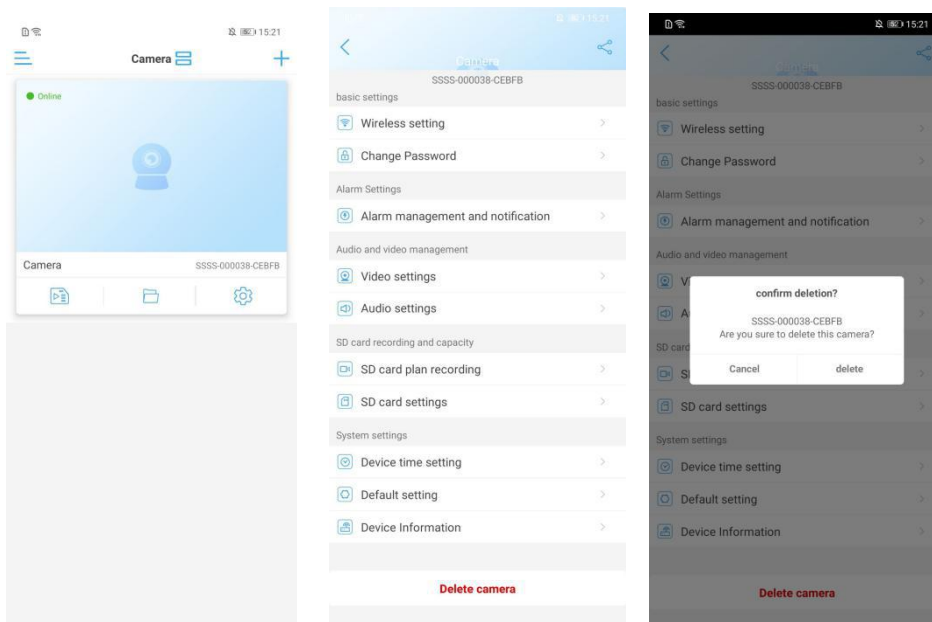 15:21
Camera
Online
Camera SSSS-000038-CEBFB
15:21
Camera
SSSS-000038-CEBFB
basic settings
Wireless setting
Change Password
Alarm Settings
Alarm management and notification
Audio and video management
Video settings
Audio settings
SD card recording and capacity
SD card plan recording
SD card settings
System settings
Device time setting
Default setting
Device Information
Delete camera
15:21
Camera
SSSS-000038-CEBFB
basic settings
Wireless setting
Change Password
Alarm Settings
Alarm management and notification
Audio and video management
V
A
SD card
S
confirm deletion?
SSSS-000038-CEBFB
Are you sure to delete this camera?
Cancel delete
SD card settings
System settings
Device time setting
Default setting
Device Information
Delete camera